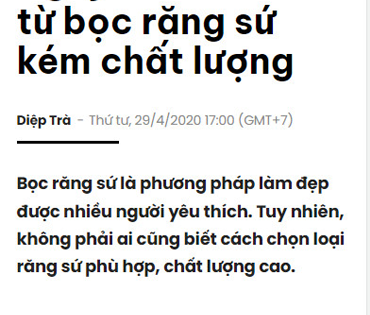 từ bọc răng sứ
kém chất lượng
Diệp Trà - Thứ tư, 29/4/2020 17:00 (GMT+7)
Bọc răng sứ là phương pháp làm đẹp
được nhiều người yêu thích. Tuy nhiên,
không phải ai cũng biết cách chọn loại
răng sứ phù hợp, chất lượng cao.